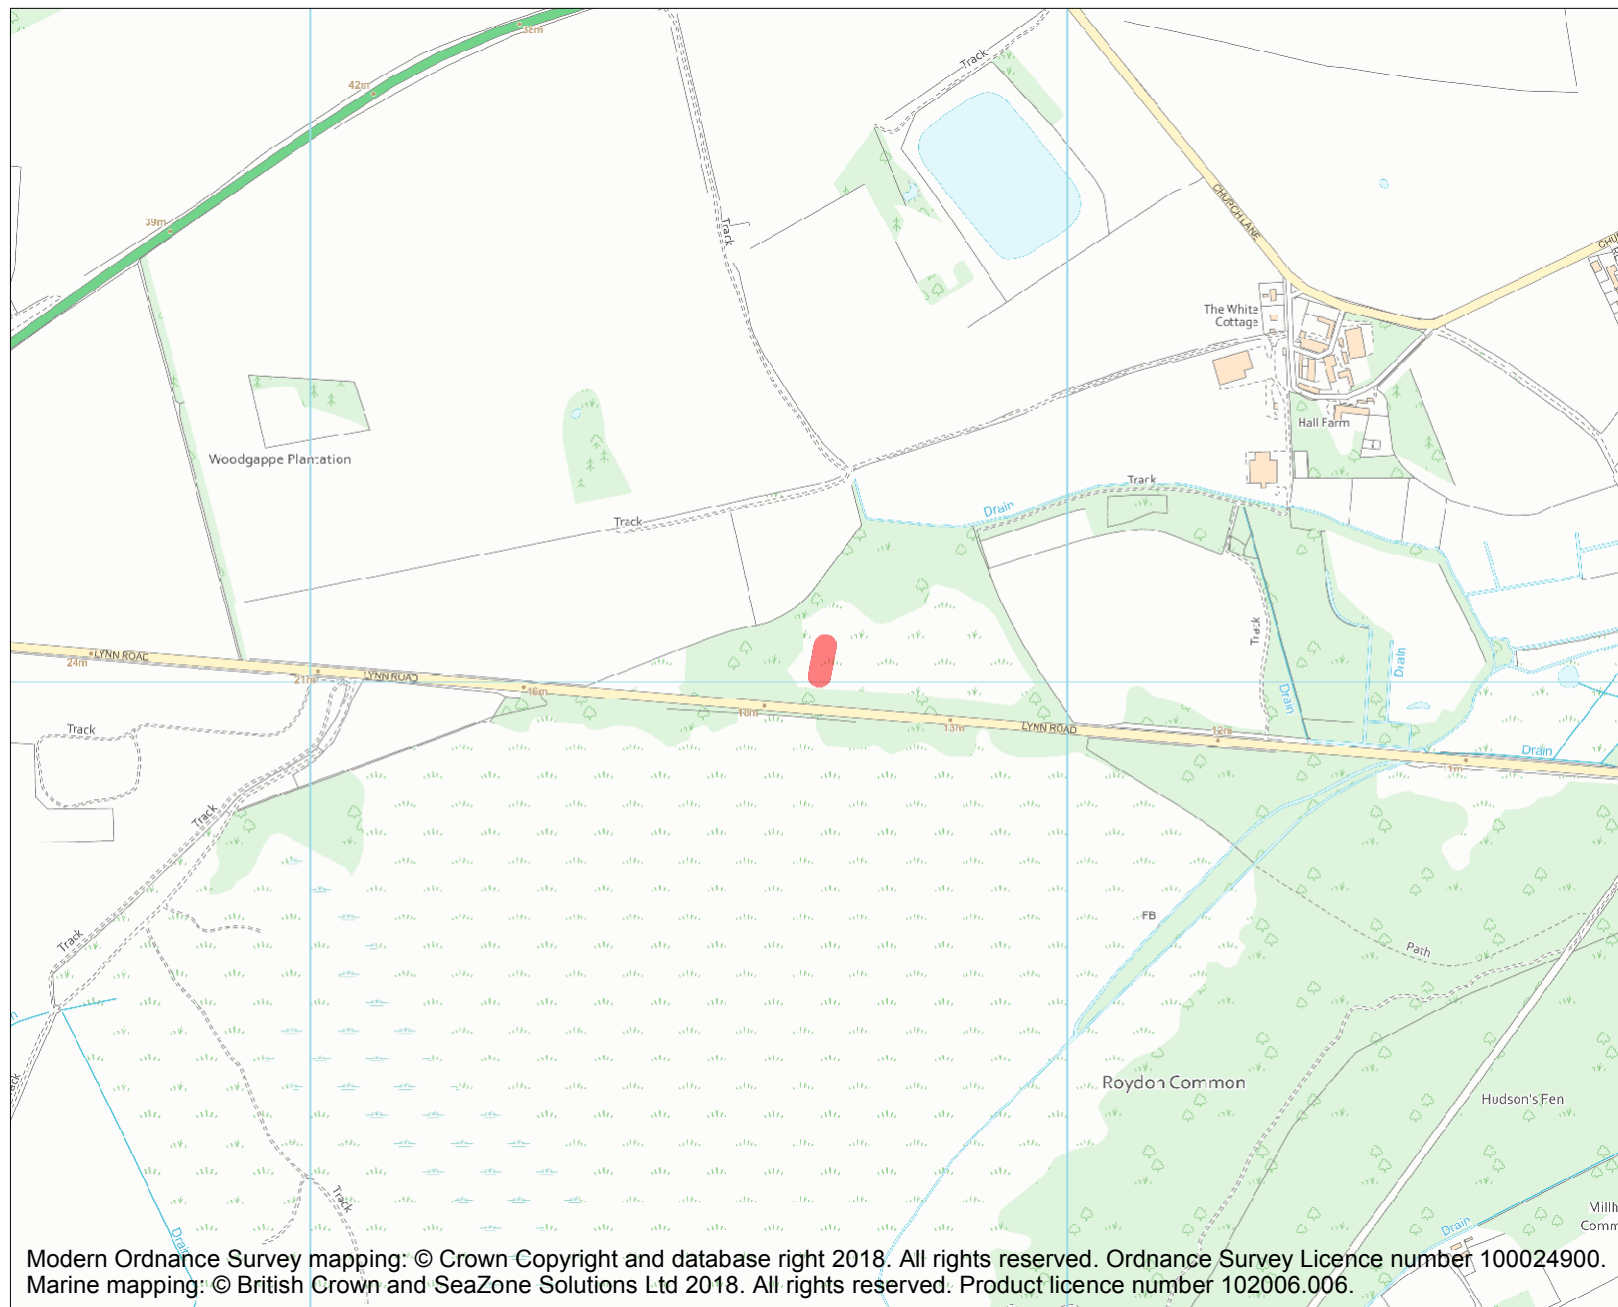 38m
Track
42m
CHURCH LANE
39m
Track
The White
Cottage
Hall Farm
Woodgappe Plantation
Track
Drain
Track
Track
LYNN ROAD
24m
21m
LYNN ROAD
16m
18m
13m
LYNN ROAD
12m
Drain
Drain
Drain
Track
Track
Track
FB
Path
Roydon Common
Hudson's Fen
Track
Drain
Drain
Modern Ordnance Survey mapping: © Crown Copyright and database right 2018. All rights reserved. Ordnance Survey Licence number 100024900.
Marine mapping: © British Crown and SeaZone Solutions Ltd 2018. All rights reserved. Product licence number 102006.006.